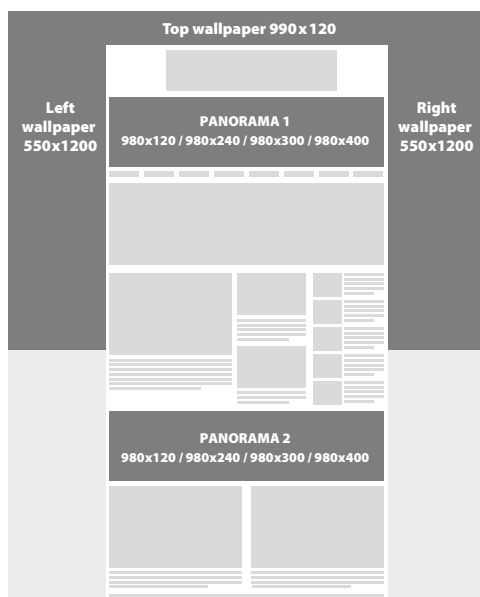 Top wallpaper 990x120
Left
wallpaper
550x1200
Right
wallpaper
550x1200
PANORAMA 1
980x120 / 980x240 / 980x300 / 980x400
PANORAMA 2
980x120 / 980x240 / 980x300 / 980x400